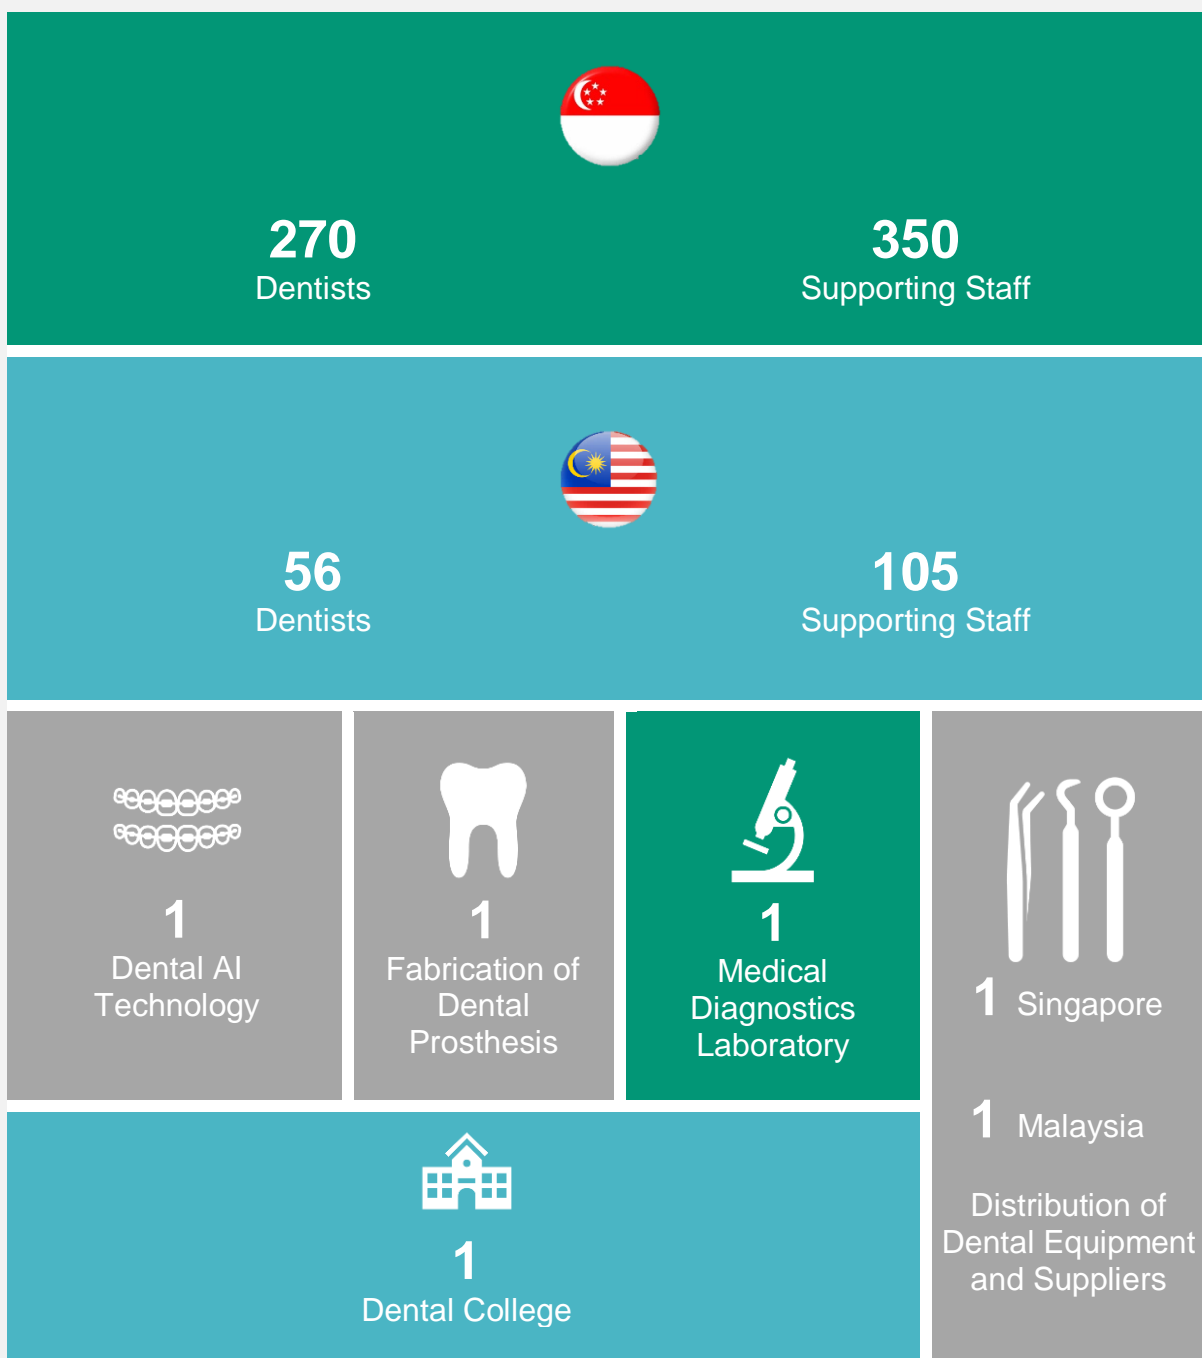 270
Dentists
350
Supporting Staff
56
Dentists
105
Supporting Staff
1
Dental AI
Technology
1
Fabrication of
Dental
Prosthesis
1
Medical
Diagnostics
Laboratory
1 Singapore
1 Malaysia
Distribution of
Dental Equipment
and Suppliers
1
Dental College